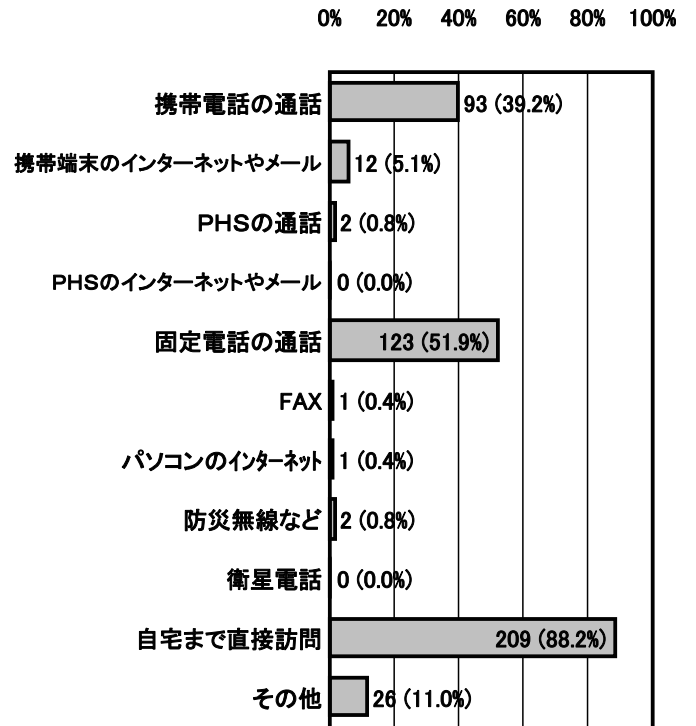 0% 20% 40% 60% 80% 100%
携帯電話の通話 93 (39.2%)
携帯端末のインターネットやメール 12 (5.1%)
PHSの通話 2 (0.8%)
PHSのインターネットやメール 0 (0.0%)
固定電話の通話 123 (51.9%)
FAX 1 (0.4%)
パソコンのインターネット 1 (0.4%)
防災無線など 2 (0.8%)
衛星電話 0 (0.0%)
自宅まで直接訪問 209 (88.2%)
その他 26 (11.0%)